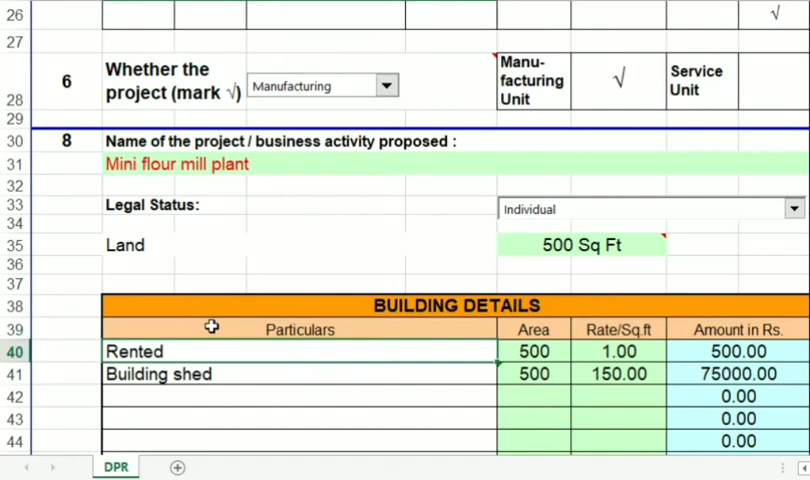 26 √
27
6 Whether the project (mark √) Manufacturing Manu-facturing Unit √ Service Unit
28
29
30 8 Name of the project / business activity proposed :
31 Mini flour mill plant
32
33 Legal Status: Individual
34
35 Land 500 Sq Ft
36
37
38 BUILDING DETAILS
39 Particulars Area Rate/Sq.ft Amount in Rs.
40 Rented 500 1.00 500.00
41 Building shed 500 150.00 75000.00
42 0.00
43 0.00
44 0.00
DPR